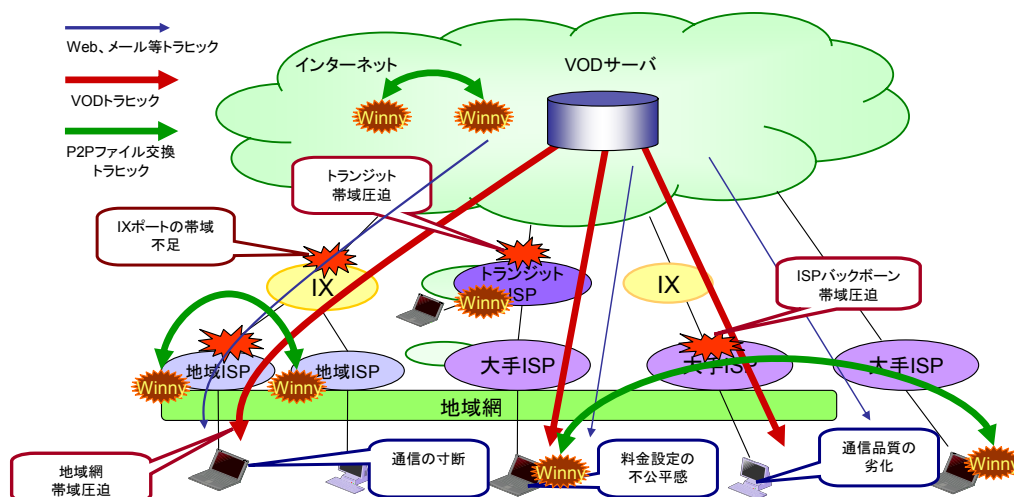 Web、メール等トラヒック
VODトラヒック
P2Pファイル交換
トラヒック
インターネット
VODサーバ
Winny
Winny
トランジット
帯域圧迫
IXポートの帯域
不足
IX
トランジット
ISP
Winny
IX
ISPバックボーン
帯域圧迫
地域ISP
地域ISP
大手ISP
大手ISP
大手ISP
Winny
Winny
地域網
地域網
帯域圧迫
通信の寸断
Winny
料金設定の
不公平感
通信品質の
劣化
Winny